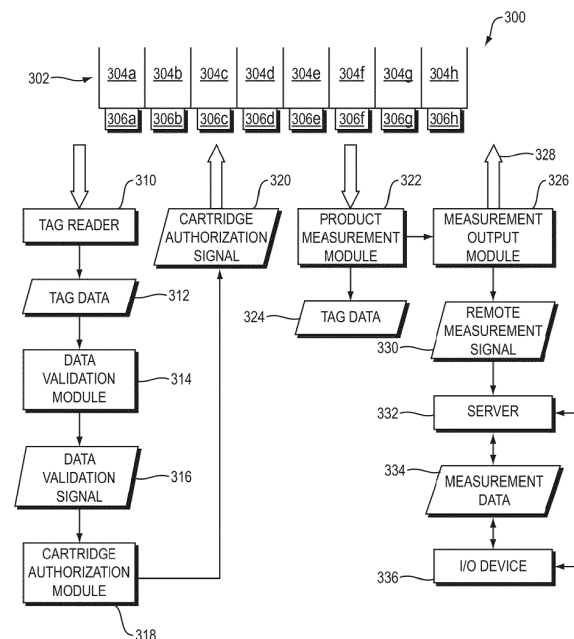 300
302
304a 304b 304c 304d 304e 304f 304g 304h
306a 306b 306c 306d 306e 306f 306g 306h
310
TAG READER
TAG DATA
312
DATA
VALIDATION
MODULE
314
DATA
VALIDATION
SIGNAL
316
CARTRIDGE
AUTHORIZATION
MODULE
318
320
CARTRIDGE
AUTHORIZATION
SIGNAL
322
PRODUCT
MEASUREMENT
MODULE
324
TAG DATA
328
326
MEASUREMENT
OUTPUT
MODULE
REMOTE
MEASUREMENT
SIGNAL
330
332
SERVER
334
MEASUREMENT
DATA
336
I/O DEVICE